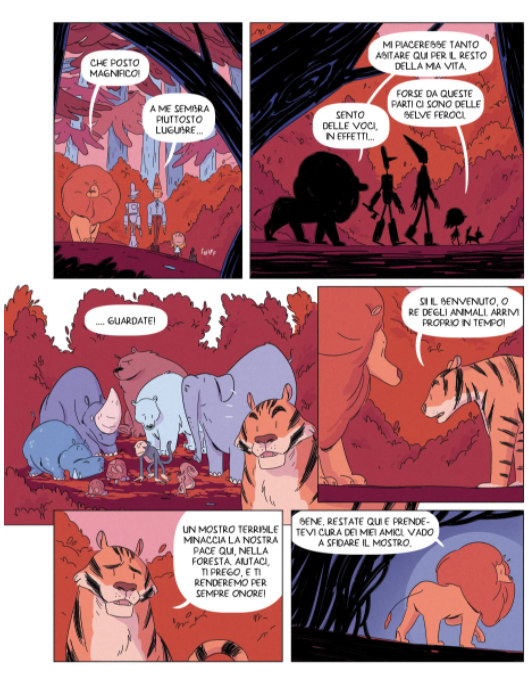 CHE POSTO
MAGNIFICO!
A ME SEMBRA
PIUTTOSTO
LUGUBRE...
SNIFF
MI PIACEREBBE TANTO
ABITARE QUI PER IL RESTO
DELLA MIA VITA.
FORSE DA QUESTE
PARTI CI SONO DELLE
BELVE FEROCI.
SENTO
DELLE VOCI,
IN EFFETTI...
.... GUARDATE!
SII IL BENVENUTO, O
RE DEGLI ANIMALI. ARRIVI
PROPRIO IN TEMPO!
UN MOSTRO TERRIBILE
MINACCIA LA NOSTRA
PACE QUI, NELLA
FORESTA. AIUTACI,
TI PREGO, E TI
RENDEREMO PER
SEMPRE ONORE!
BENE, RESTATE QUI E PRENDE-
TEVI CURA DEI MIEI AMICI. VADO
A SFIDARE IL MOSTRO.